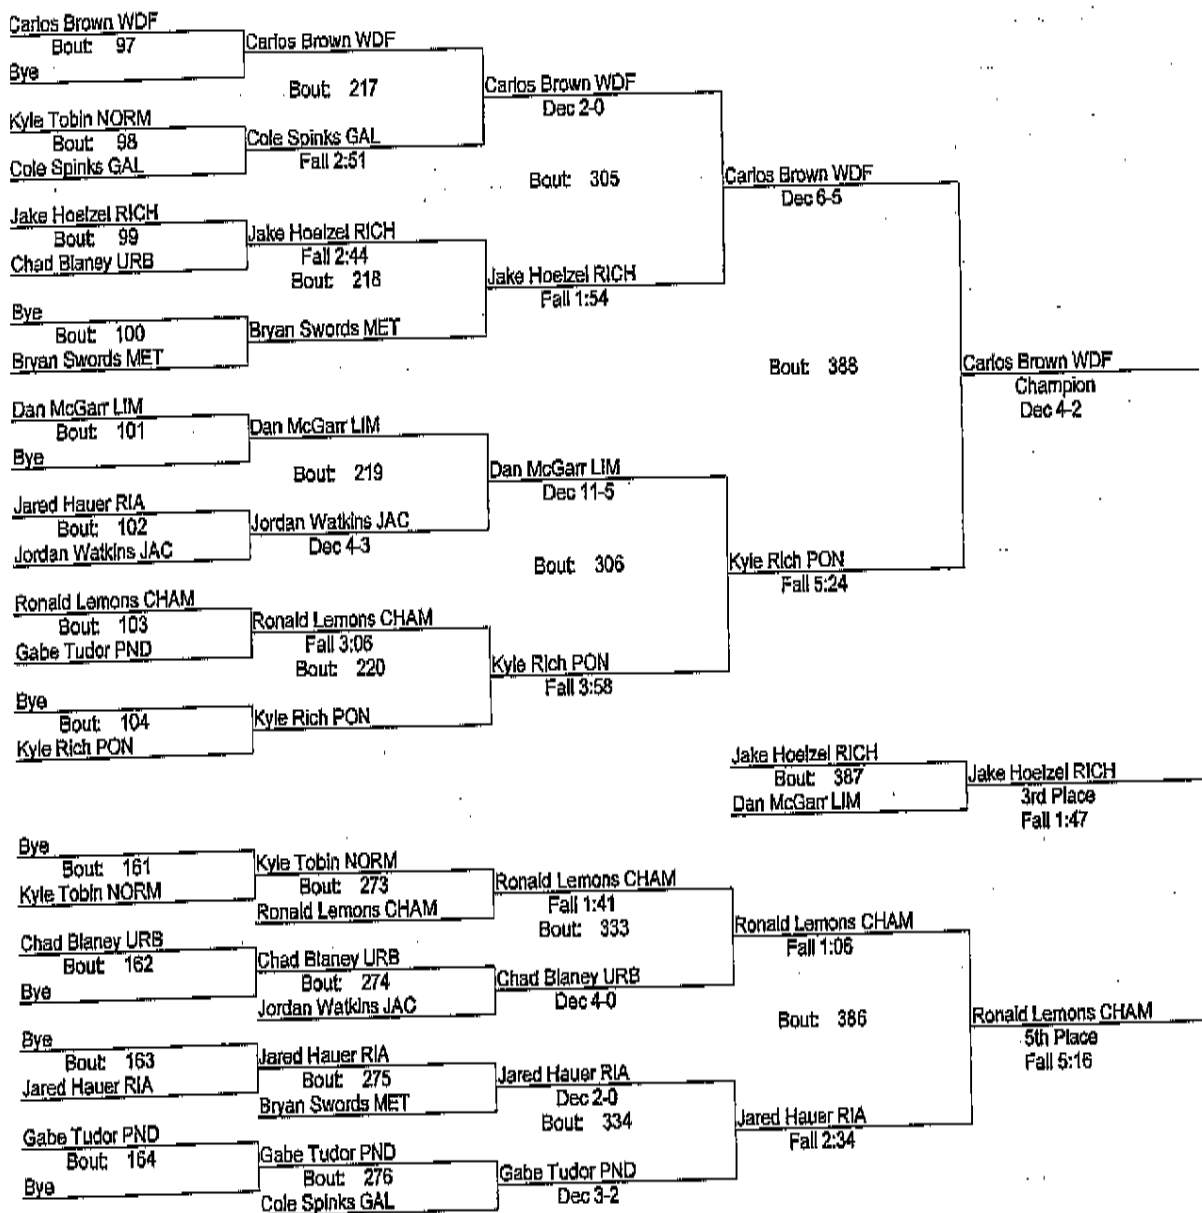 Carlos Brown WDF
Bout: 97
Bye
Carlos Brown WDF
Bout: 217
Kyle Tobin NORM
Bout: 98
Cole Spinks GAL
Cole Spinks GAL
Fall 2:51
Carlos Brown WDF
Dec 2-0
Bout: 305
Jake Hoelzel RICH
Bout: 99
Chad Blaney URB
Jake Hoelzel RICH
Fall 2:44
Bout: 218
Bye
Bout: 100
Bryan Swords MET
Bryan Swords MET
Jake Hoelzel RICH
Fall 1:54
Carlos Brown WDF
Dec 6-5
Bout: 388
Carlos Brown WDF
Champion
Dec 4-2
Dan McGarr LIM
Bout: 101
Bye
Dan McGarr LIM
Bout: 219
Jared Hauer RIA
Bout: 102
Jordan Watkins JAC
Jordan Watkins JAC
Dec 4-3
Dan McGarr LIM
Dec 11-5
Bout: 306
Ronald Lemons CHAM
Bout: 103
Gabe Tudor PND
Ronald Lemons CHAM
Fall 3:06
Bout: 220
Bye
Bout: 104
Kyle Rich PON
Kyle Rich PON
Kyle Rich PON
Fall 3:58
Kyle Rich PON
Fall 5:24
Jake Hoelzel RICH
Bout: 387
Dan McGarr LIM
Jake Hoelzel RICH
3rd Place
Fall 1:47
Bye
Bout: 161
Kyle Tobin NORM
Kyle Tobin NORM
Bout: 273
Ronald Lemons CHAM
Ronald Lemons CHAM
Fall 1:41
Bout: 333
Chad Blaney URB
Bout: 162
Bye
Chad Blaney URB
Bout: 274
Jordan Watkins JAC
Chad Blaney URB
Dec 4-0
Ronald Lemons CHAM
Fall 1:06
Bout: 386
Ronald Lemons CHAM
5th Place
Fall 5:16
Bye
Bout: 163
Jared Hauer RIA
Jared Hauer RIA
Bout: 275
Bryan Swords MET
Jared Hauer RIA
Dec 2-0
Bout: 334
Gabe Tudor PND
Bout: 164
Bye
Gabe Tudor PND
Bout: 276
Cole Spinks GAL
Gabe Tudor PND
Dec 3-2
Jared Hauer RIA
Fall 2:34